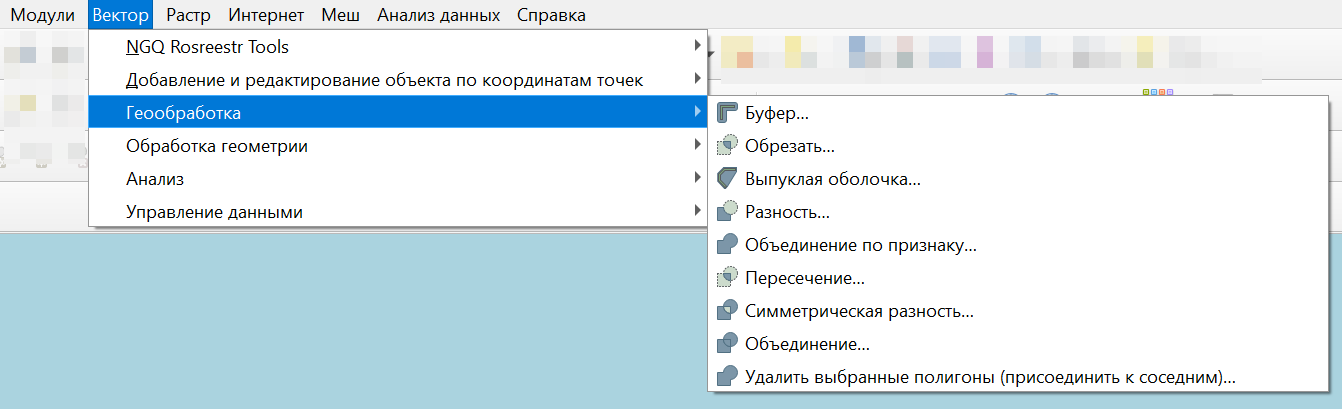 Модули Вектор Растр Интернет Меш Анализ данных Справка
NGQ Rosreestr Tools
Добавление и редактирование объекта по координатам точек
Геообработка
Обработка геометрии
Анализ
Управление данными
Буфер...
Обрезать...
Выпуклая оболочка...
Разность...
Объединение по признаку...
Пересечение...
Симметрическая разность...
Объединение...
Удалить выбранные полигоны (присоединить к соседним)...